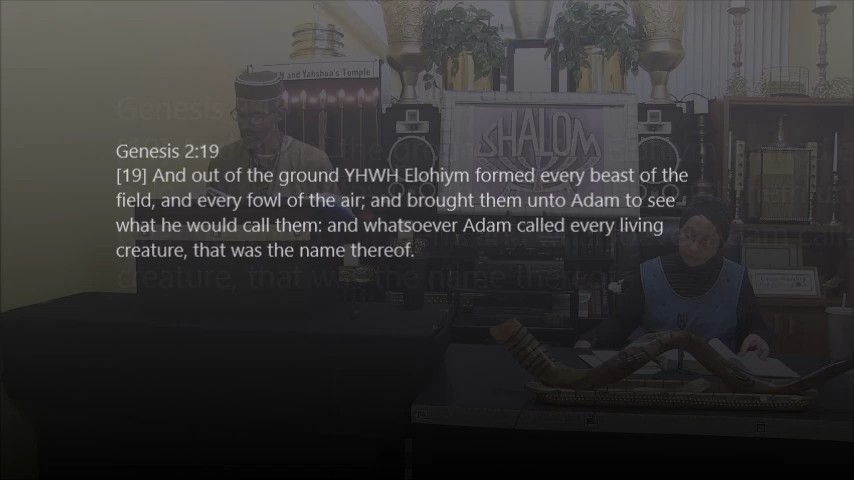 and Yahshua's Temple
SHALOM
Genesis 2:19
[19] And out of the ground YHWH Elohiym formed every beast of the
field, and every fowl of the air; and brought them unto Adam to see
what he would call them: and whatsoever Adam called every living
creature, that was the name thereof.